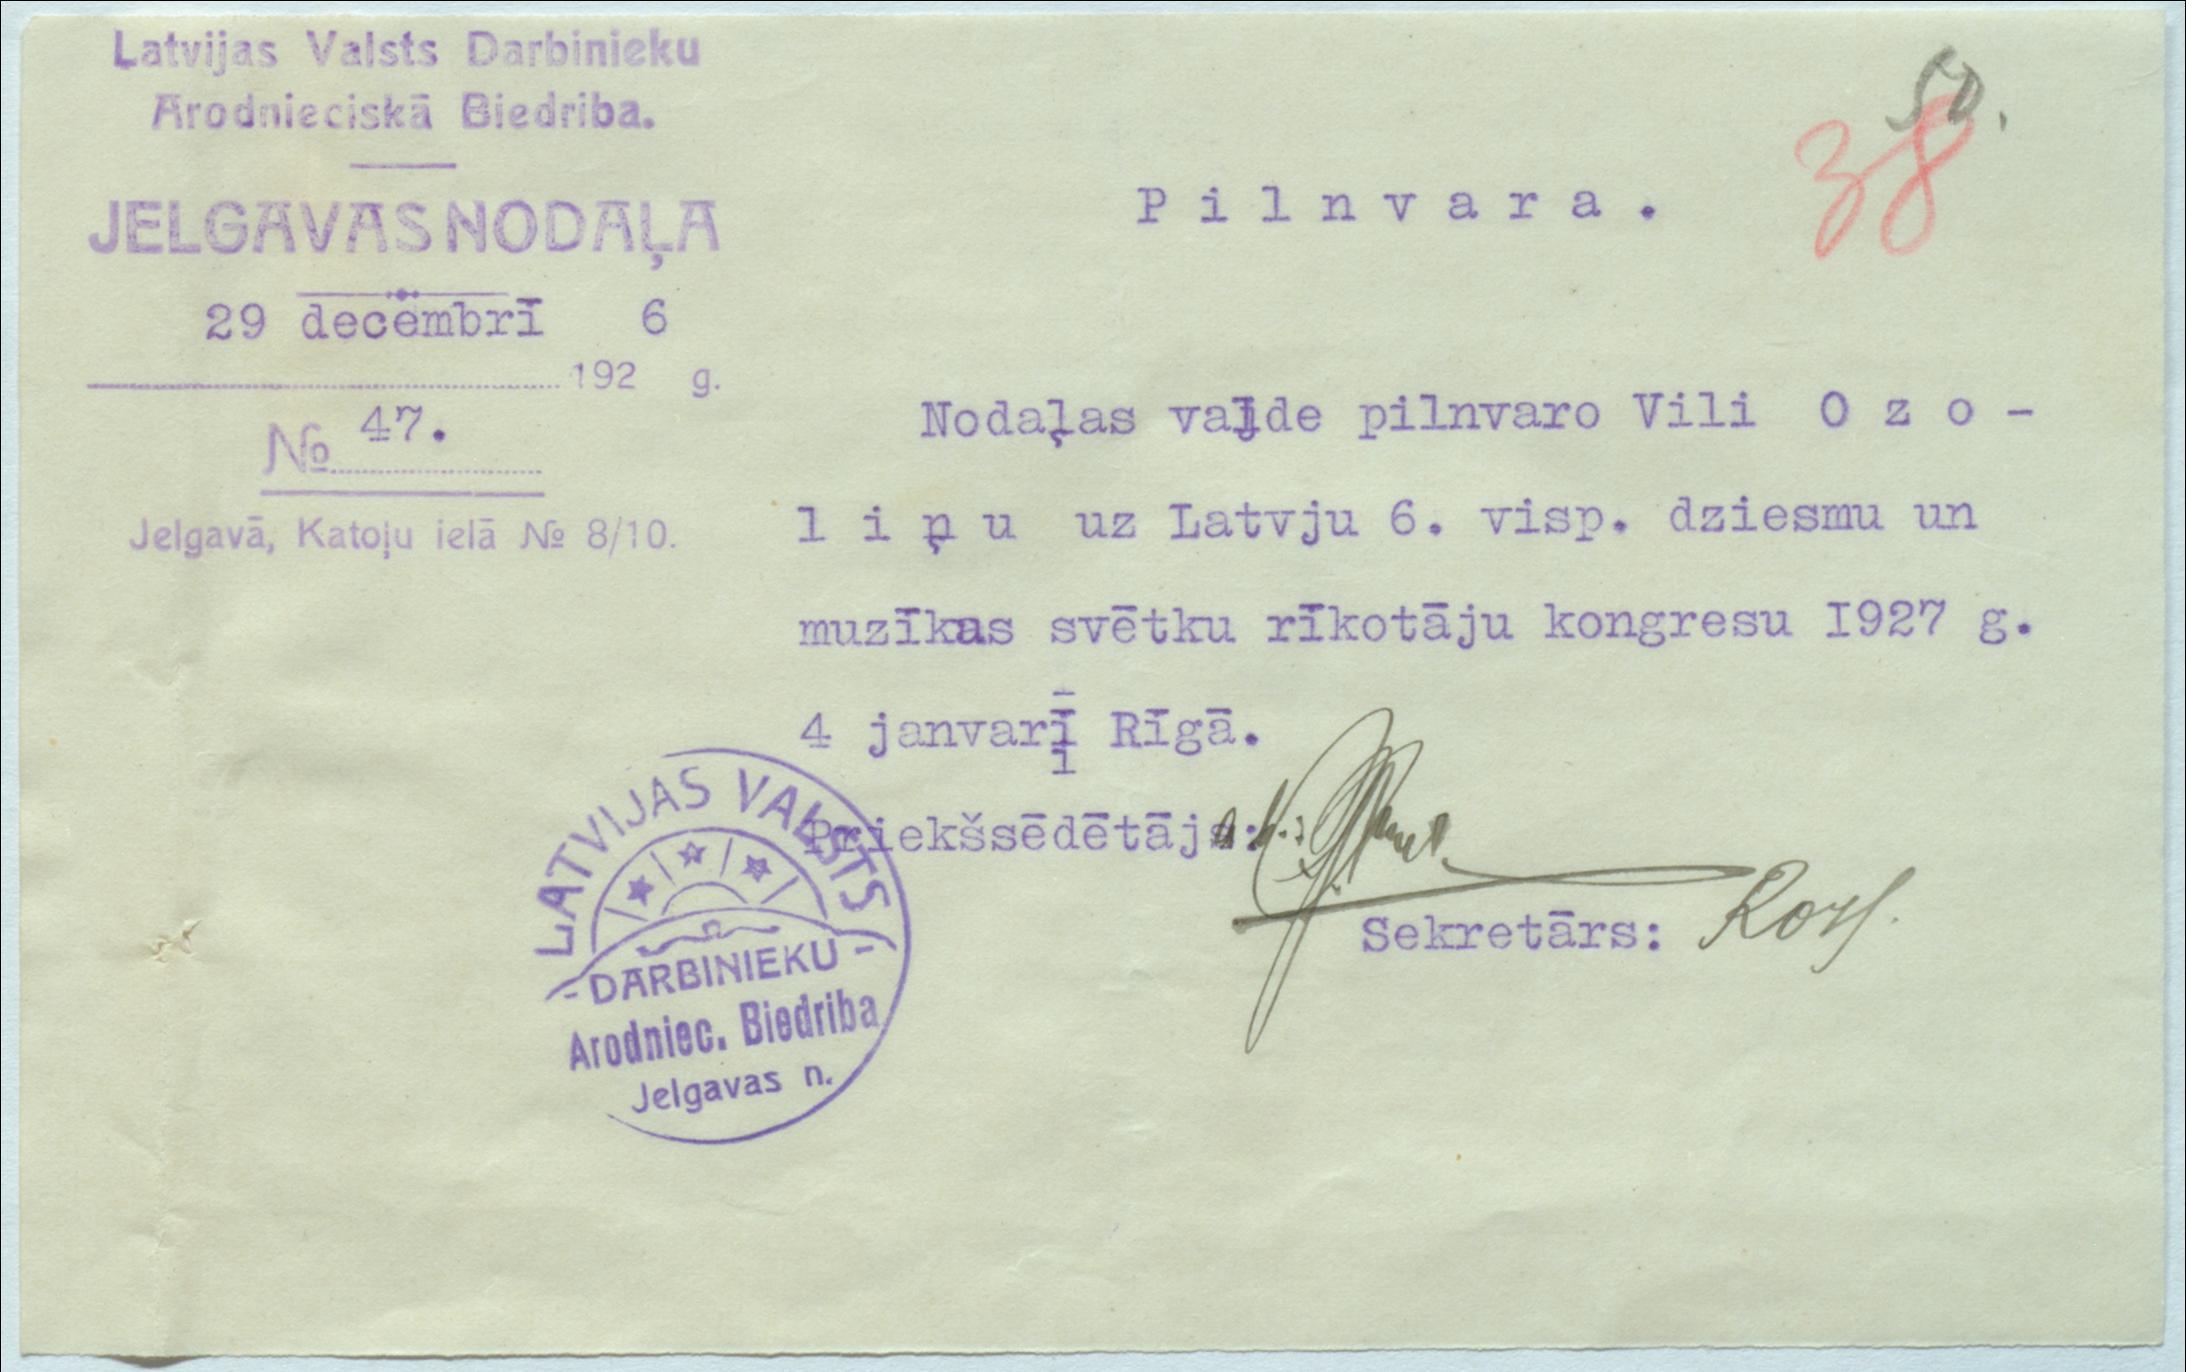 Latvijas Valsts Darbinieku
Arodnieciskā Biedriba.
JELGAVAS NODAĻA
29 decembrī 6
192 g.
№ 47.
Jelgavā, Katoļu ielā № 8/10.
50.
38
Pilnvara.
Nodaļas valde pilnvaro Vili Ozo-
liņu uz Latvju 6. visp. dziesmu un
muzīkas svētku rīkotāju kongresu 1927 g.
4 janvarī Rīgā.
Priekšsēdētājs:
Sekretārs:
LATVIJAS VALSTS
- DARBINIEKU -
Arodniec. Biedriba
Jelgavas n.